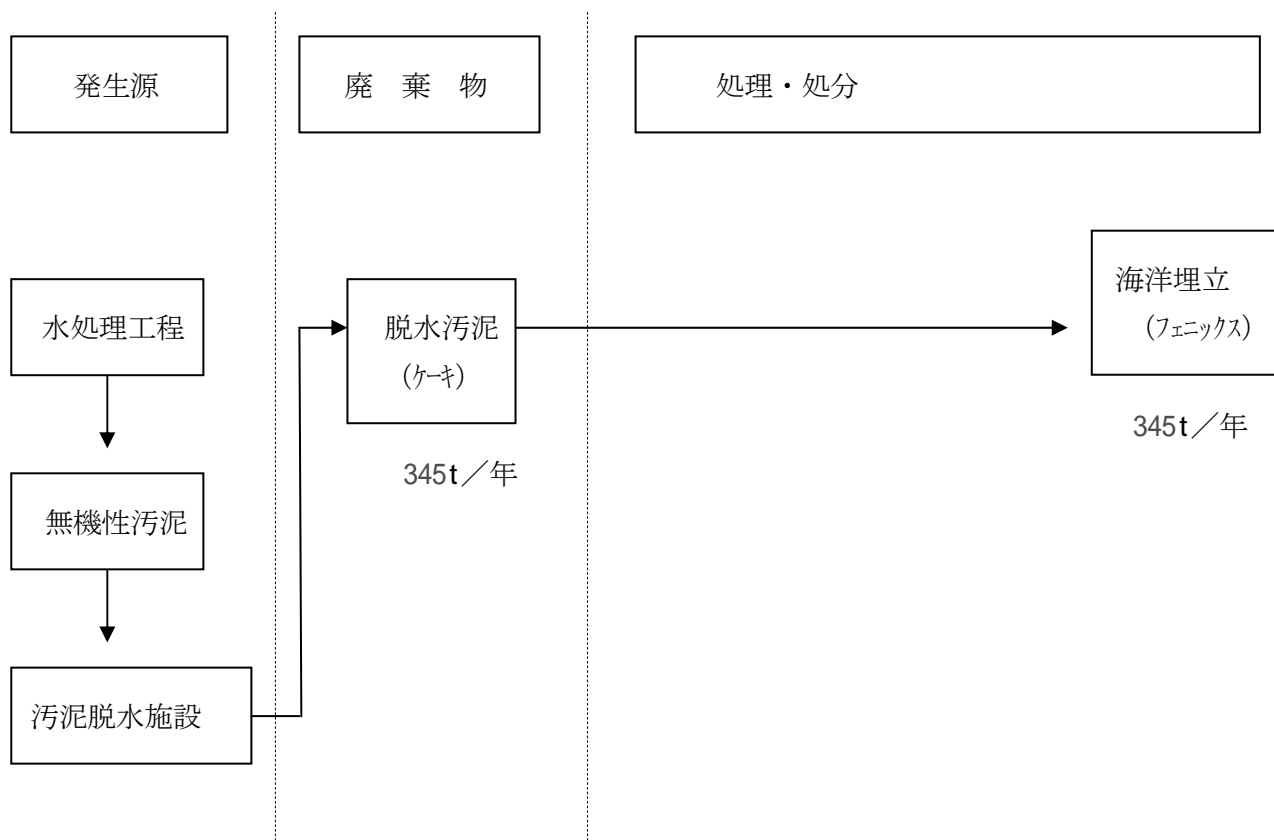 発生源
廃 棄 物
処理・処分
水処理工程
無機性汚泥
汚泥脱水施設
脱水汚泥
(ｹｰｷ)
345t／年
海洋埋立
(ﾌｪﾆｯｸｽ)
345t／年